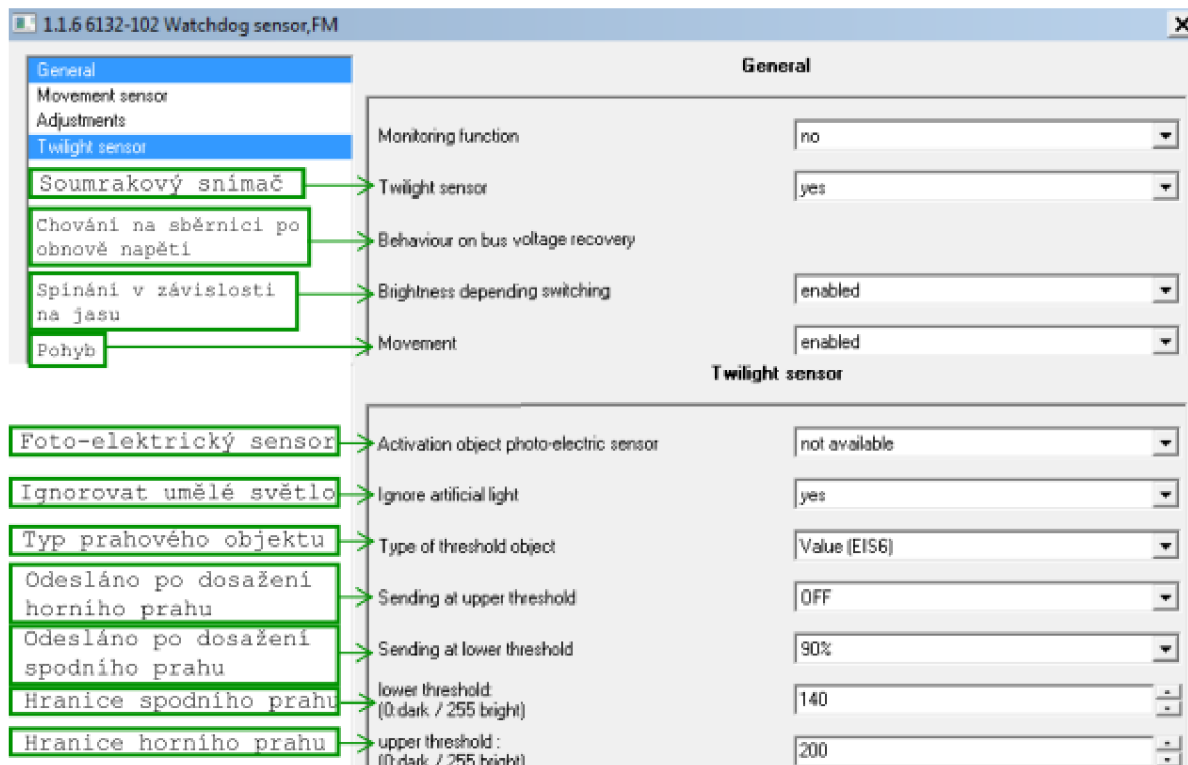 1.1.6 6132-102 Watchdog sensor,FM
General
Movement sensor
Adjustments
Twilight sensor
General
Monitoring function no
Soumrakový snímač Twilight sensor yes
Chování na sběrnici po
obnově napětí
Behaviour on bus voltage recovery
Spínání v závislosti
na jasu
Brightness depending switching enabled
Pohyb Movement enabled
Twilight sensor
Foto-elektrický sensor Activation object photo-electric sensor not available
Ignorovat umělé světlo Ignore artificial light yes
Typ prahového objektu Type of threshold object Value (EIS6)
Odesláno po dosažení
horního prahu
Sending at upper threshold OFF
Odesláno po dosažení
spodního prahu
Sending at lower threshold 90%
Hranice spodního prahu
lower threshold:
(0:dark / 255 bright)
140
Hranice horního prahu
upper threshold :
(0:dark / 255 bright)
200